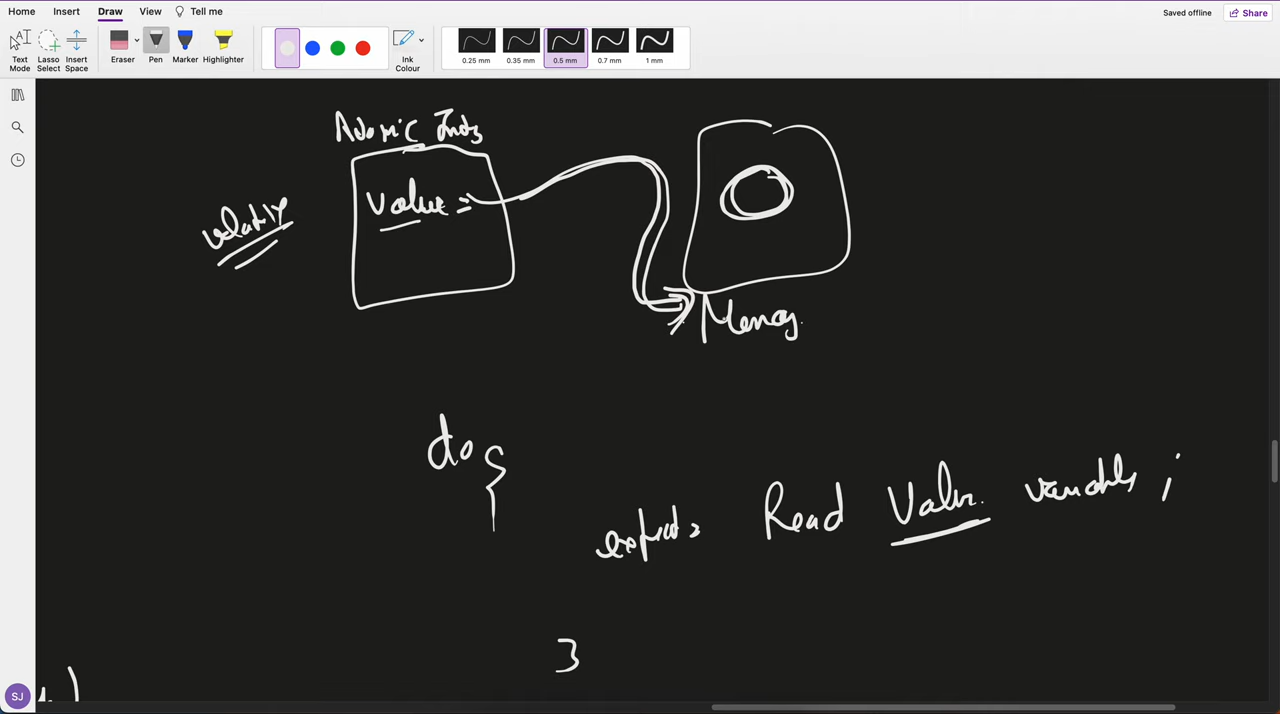 Home Insert Draw View Tell me
Saved offline Share
Text Mode
Lasso Select
Insert Space
Eraser
Pen
Marker
Highlighter
Ink Colour
0.25 mm
0.35 mm
0.5 mm
0.7 mm
1 mm
Atomic
value =
volatile
Memory
do {
Read Value variable ;
}
SJ